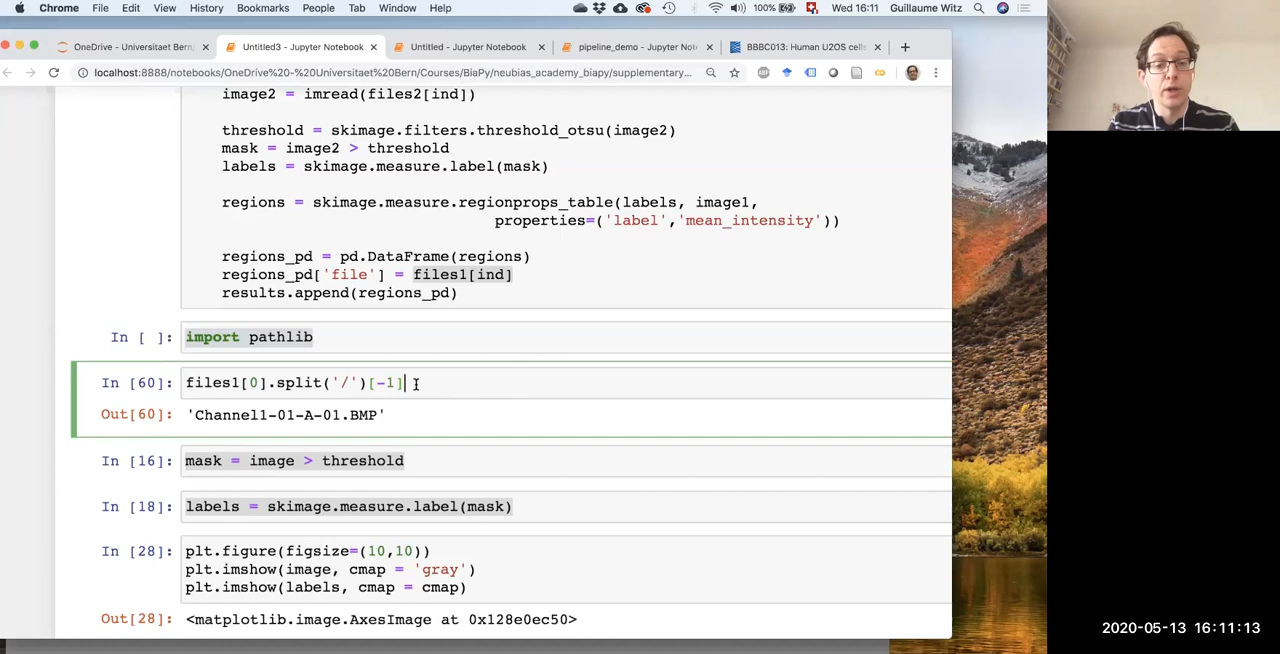 Chrome File Edit View History Bookmarks People Tab Window Help 100% Wed 16:11 Guillaume Witz
OneDrive - Universitaet Bern
Untitled3 - Jupyter Notebook
Untitled - Jupyter Notebook
pipeline_demo - Jupyter Not
BBBC013: Human U2OS cells
localhost:8888/notebooks/OneDrive%20-%20Universitaet%20Bern/Courses/BiaPy/neubias_academy_biapy/supplementary...
image2 = imread(files2[ind])
threshold = skimage.filters.threshold_otsu(image2)
mask = image2 > threshold
labels = skimage.measure.label(mask)
regions = skimage.measure.regionprops_table(labels, image1,
properties=('label','mean_intensity'))
regions_pd = pd.DataFrame(regions)
regions_pd['file'] = files1[ind]
results.append(regions_pd)
In [ ]: import pathlib
In [60]: files1[0].split('/')[-1]
Out[60]: 'Channel1-01-A-01.BMP'
In [16]: mask = image > threshold
In [18]: labels = skimage.measure.label(mask)
In [28]: plt.figure(figsize=(10,10))
plt.imshow(image, cmap = 'gray')
plt.imshow(labels, cmap = cmap)
Out[28]: <matplotlib.image.AxesImage at 0x128e0ec50>
2020-05-13 16:11:13